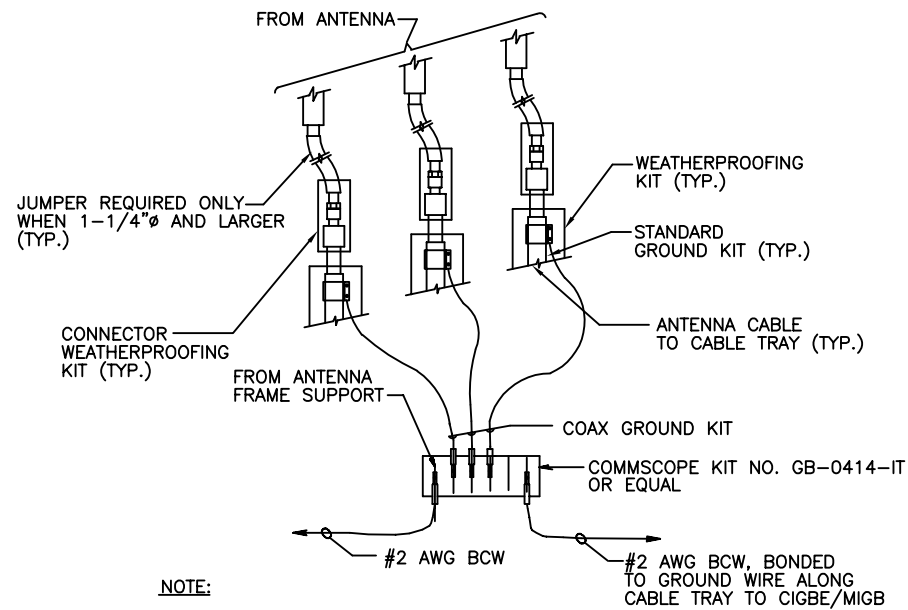 FROM ANTENNA
JUMPER REQUIRED ONLY
WHEN 1-1/4"ø AND LARGER
(TYP.)
WEATHERPROOFING
KIT (TYP.)
STANDARD
GROUND KIT (TYP.)
CONNECTOR
WEATHERPROOFING
KIT (TYP.)
ANTENNA CABLE
TO CABLE TRAY (TYP.)
FROM ANTENNA
FRAME SUPPORT
COAX GROUND KIT
COMMSCOPE KIT NO. GB-0414-IT
OR EQUAL
#2 AWG BCW
#2 AWG BCW, BONDED
TO GROUND WIRE ALONG
CABLE TRAY TO CIGBE/MIGB
NOTE: